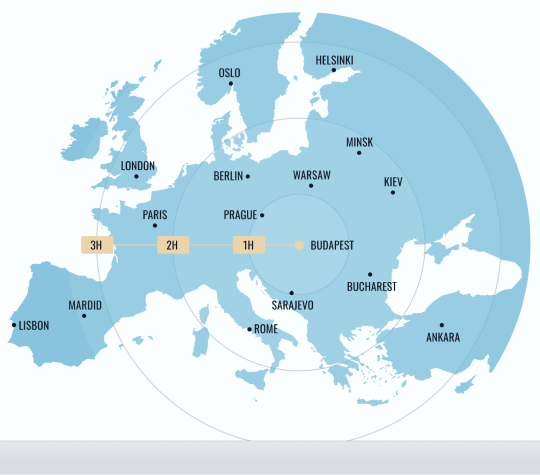 HELSINKI
OSLO
MINSK
LONDON
BERLIN
WARSAW
KIEV
PARIS
PRAGUE
3H
2H
1H
BUDAPEST
BUCHAREST
SARAJEVO
MARDID
LISBON
ROME
ANKARA